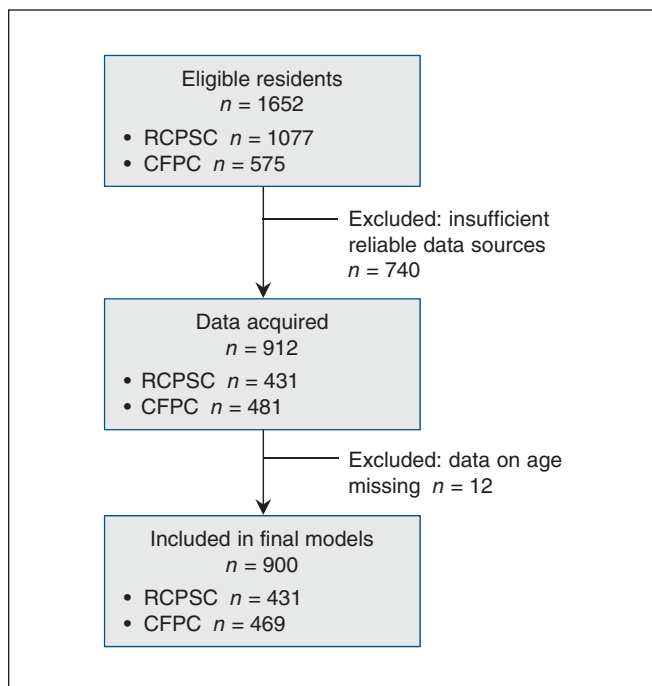 Eligible residents
n = 1652
• RCPSC n = 1077
• CFPC n = 575
Excluded: insufficient
reliable data sources
n = 740
Data acquired
n = 912
• RCPSC n = 431
• CFPC n = 481
Excluded: data on age
missing n = 12
Included in final models
n = 900
• RCPSC n = 431
• CFPC n = 469